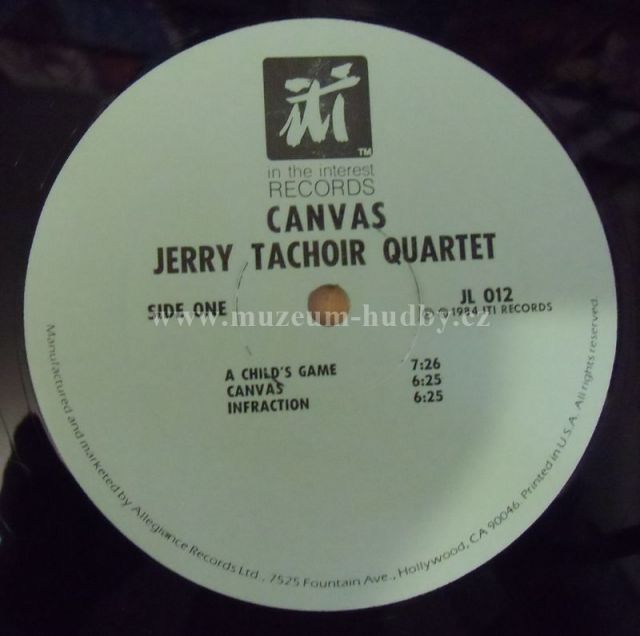 iti
TM
in the interest
RECORDS
CANVAS
JERRY TACHOIR QUARTET
SIDE ONE
JL 012
℗ © 1984 ITI RECORDS
www.muzeum-hudby.cz
A CHILD'S GAME 7:26
CANVAS 6:25
INFRACTION 6:25
Manufactured and marketed by Allegiance Records Ltd., 7525 Fountain Ave., Hollywood, CA 90046. Printed in U.S.A. All rights reserved.